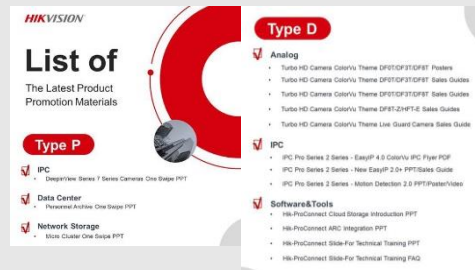 HIKVISION
List of
The Latest Product
Promotion Materials
Type P
IPC
DeepinView Series 7 Series Cameras One Swipe PPT
Data Center
Personnel Archive One Swipe PPT
Network Storage
Micro Cluster One Swipe PPT
Type D
Analog
Turbo HD Camera ColorVu Theme DF0T/DF3T/DF8T Posters
Turbo HD Camera ColorVu Theme DF0T/DF3T/DF8T Sales Guides
Turbo HD Camera ColorVu Theme DF0T/DF3T/DF8T Sales Guides
Turbo HD Camera ColorVu Theme DF8T-Z/HPT-E Sales Guides
Turbo HD Camera ColorVu Theme Live Guard Camera Sales Guide
IPC
IPC Pro Series 2 Series - EasyIP 4.0 ColorVu IPC Flyer PDF
IPC Pro Series 2 Series - New EasyIP 2.0+ PPT/Sales Guide
IPC Pro Series 2 Series - Motion Detection 2.0 PPT/Poster/Video
Software&Tools
Hik-ProConnect Cloud Storage Introduction PPT
Hik-ProConnect ARC Integration PPT
Hik-ProConnect Slide-For Technical Training PPT
Hik-ProConnect Slide-For Technical Training FAQ